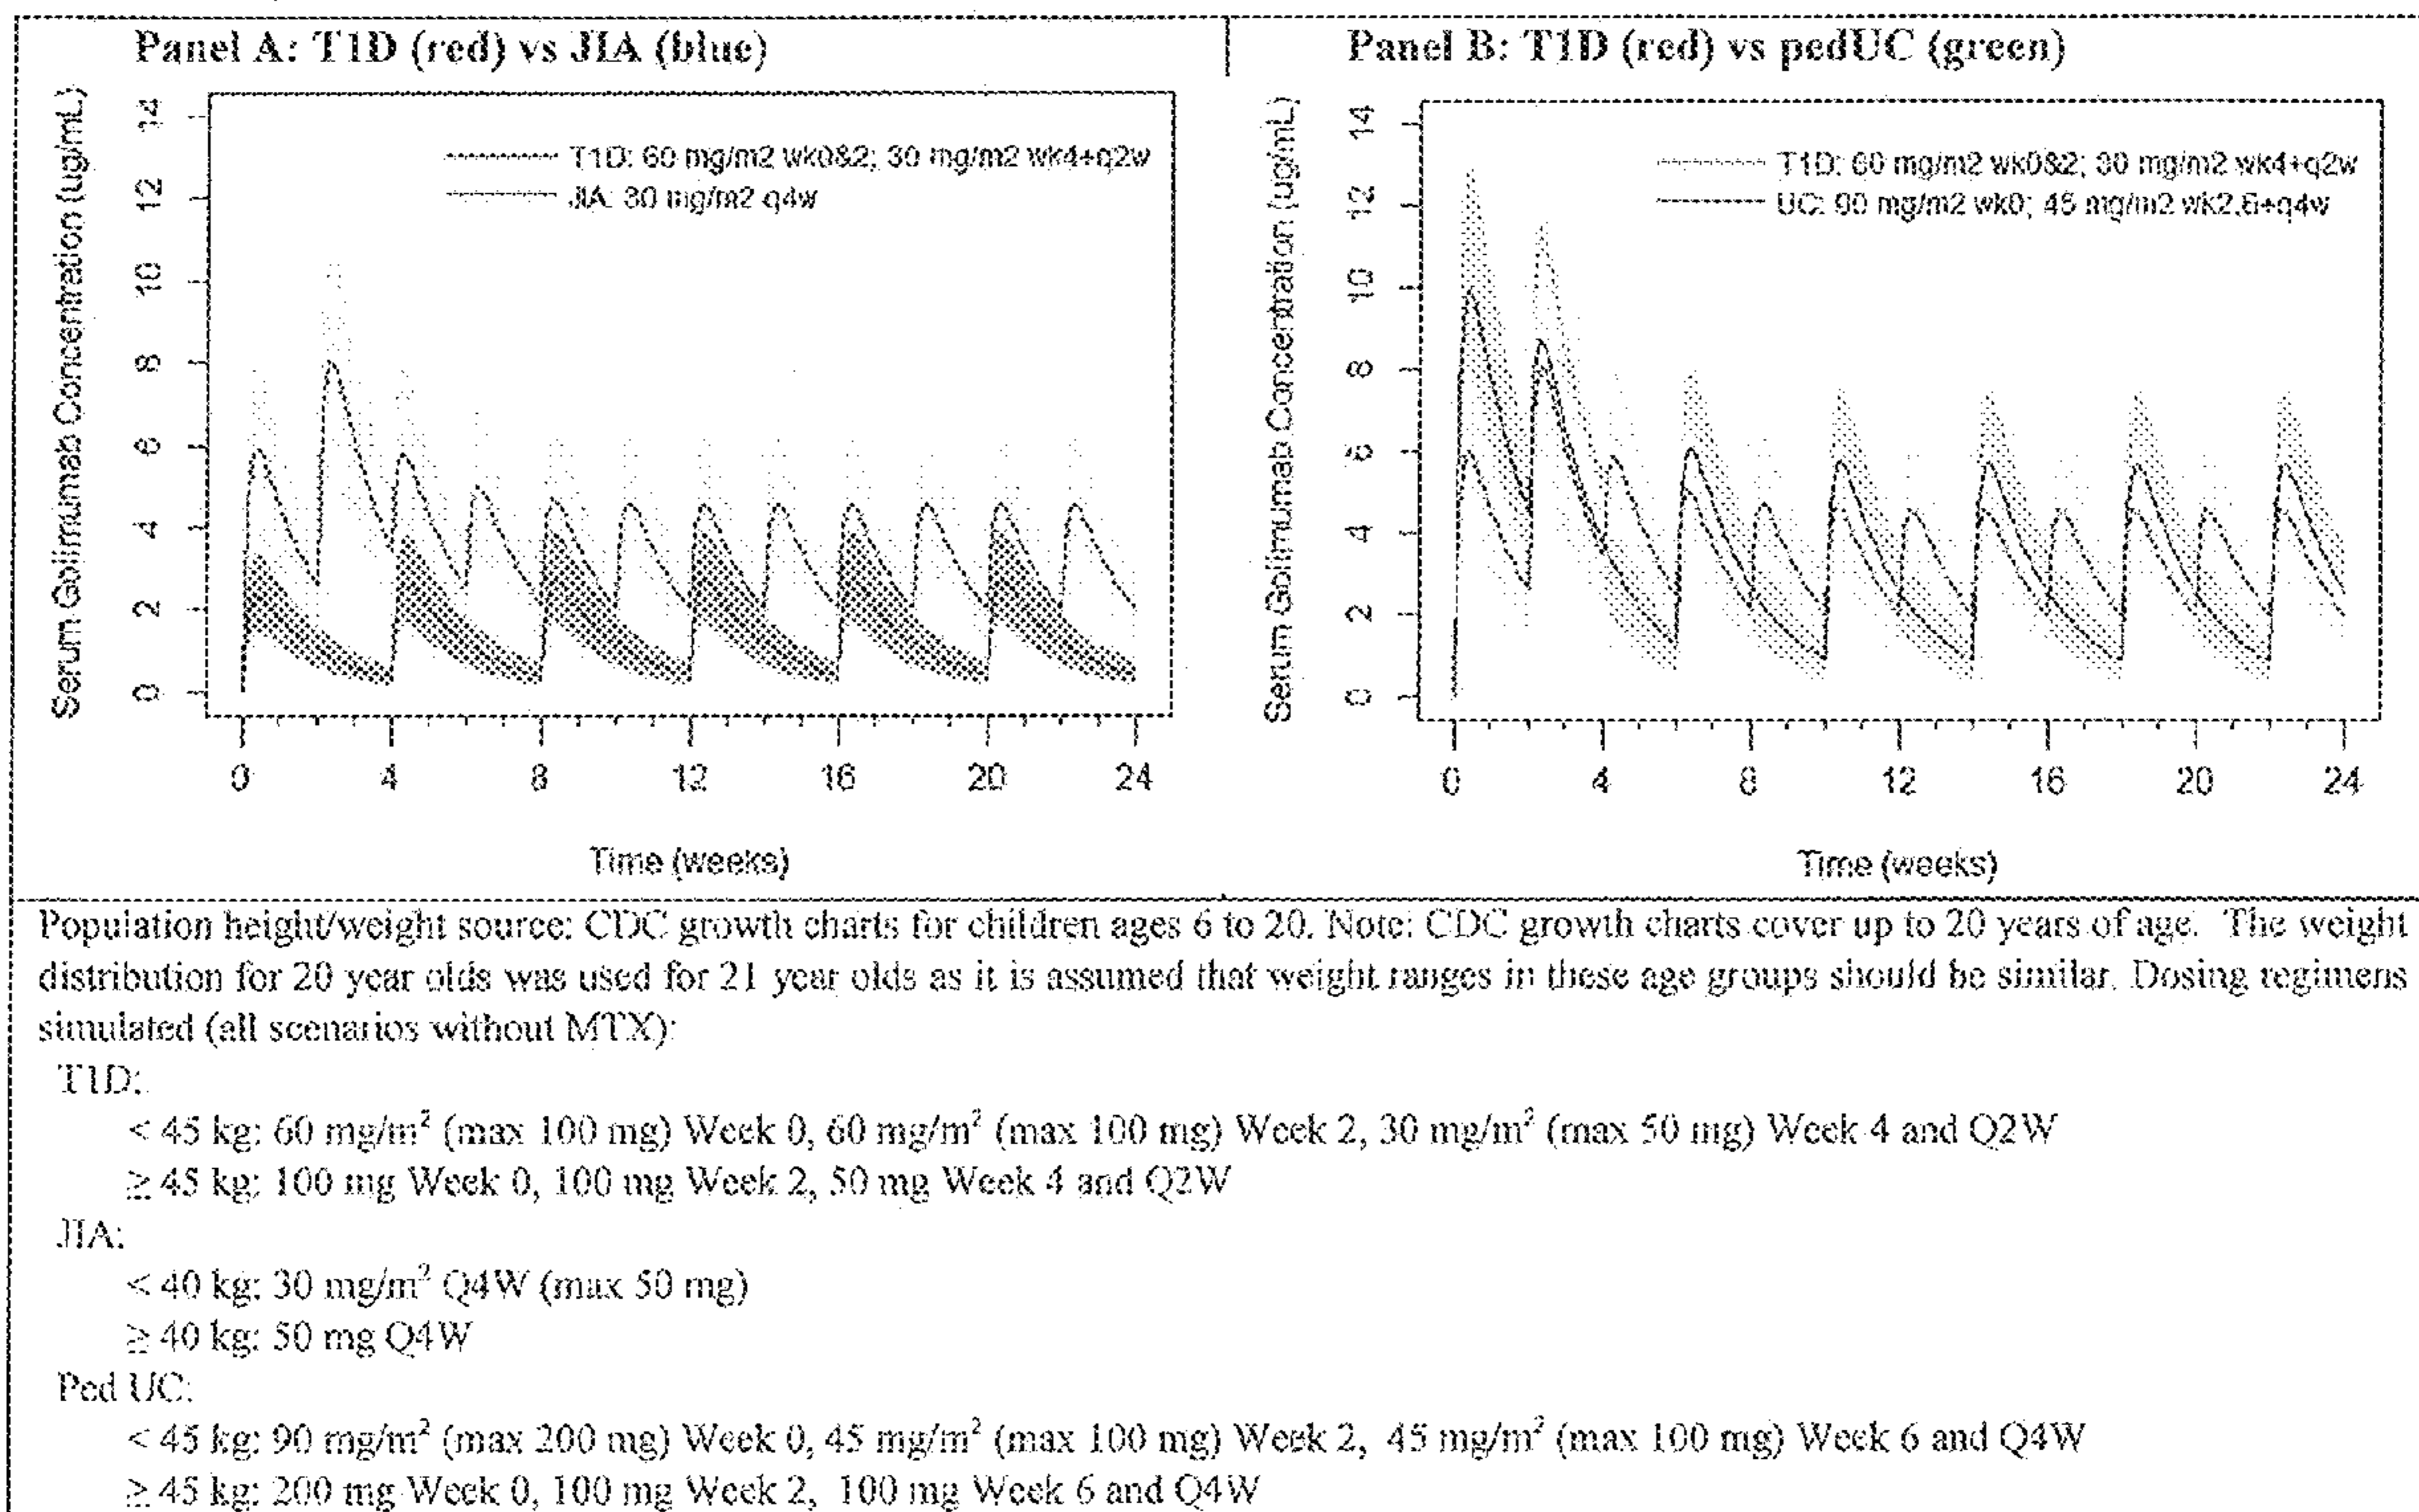 Panel A: T1D (red) vs JIA (blue)
Serum Golimumab Concentration (ug/mL)
14
12
10
8
6
4
2
0
T1D: 60 mg/m2 wk0&2; 30 mg/m2 wk4+q2w
JIA: 30 mg/m2 q4w
0 4 8 12 16 20 24
Time (weeks)
Panel B: T1D (red) vs pedUC (green)
Serum Golimumab Concentration (ug/mL)
14
12
10
8
6
4
2
0
T1D: 60 mg/m2 wk0&2; 30 mg/m2 wk4+q2w
UC: 90 mg/m2 wk0; 45 mg/m2 wk2,6+q4w
0 4 8 12 16 20 24
Time (weeks)
Population height/weight source: CDC growth charts for children ages 6 to 20. Note: CDC growth charts cover up to 20 years of age. The weight
distribution for 20 year olds was used for 21 year olds as it is assumed that weight ranges in these age groups should be similar. Dosing regimens
simulated (all scenarios without MTX):
T1D:
< 45 kg: 60 mg/m² (max 100 mg) Week 0, 60 mg/m² (max 100 mg) Week 2, 30 mg/m² (max 50 mg) Week 4 and Q2W
≥ 45 kg: 100 mg Week 0, 100 mg Week 2, 50 mg Week 4 and Q2W
JIA:
< 40 kg: 30 mg/m² Q4W (max 50 mg)
≥ 40 kg: 50 mg Q4W
Ped UC:
< 45 kg: 90 mg/m² (max 200 mg) Week 0, 45 mg/m² (max 100 mg) Week 2, 45 mg/m² (max 100 mg) Week 6 and Q4W
≥ 45 kg: 200 mg Week 0, 100 mg Week 2, 100 mg Week 6 and Q4W